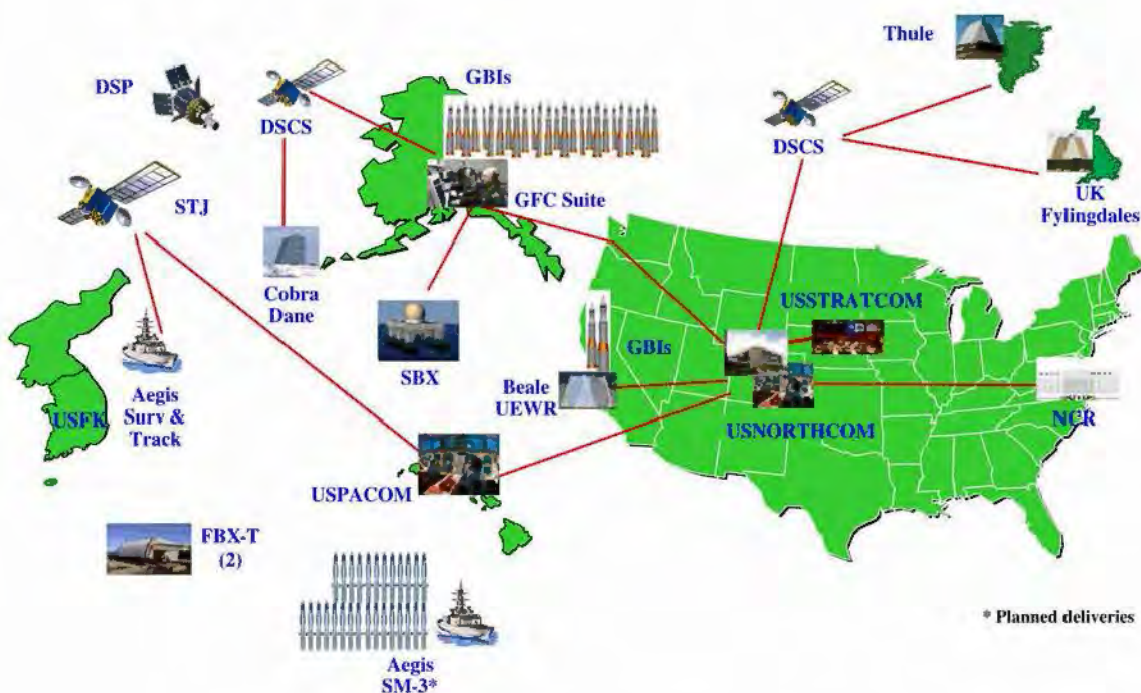 Thule
DSP
DSCS
GBIs
DSCS
STJ
GFC Suite
UK
Fylingdales
Cobra
Dane
USSTRATCOM
GBIs
SBX
Beale
UEWR
Aegis
Surv &
Track
USFK
NCR
USNORTHCOM
USPACOM
FBX-T
(2)
* Planned deliveries
Aegis
SM-3*